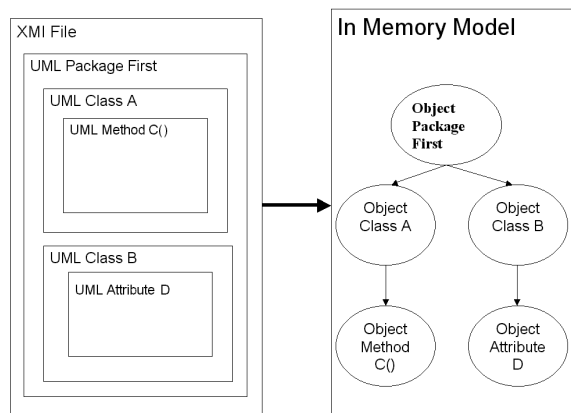 XMI File
UML Package First
UML Class A
UML Method C()
UML Class B
UML Attribute D
In Memory Model
Object
Package
First
Object
Class A
Object
Class B
Object
Method
C()
Object
Attribute
D